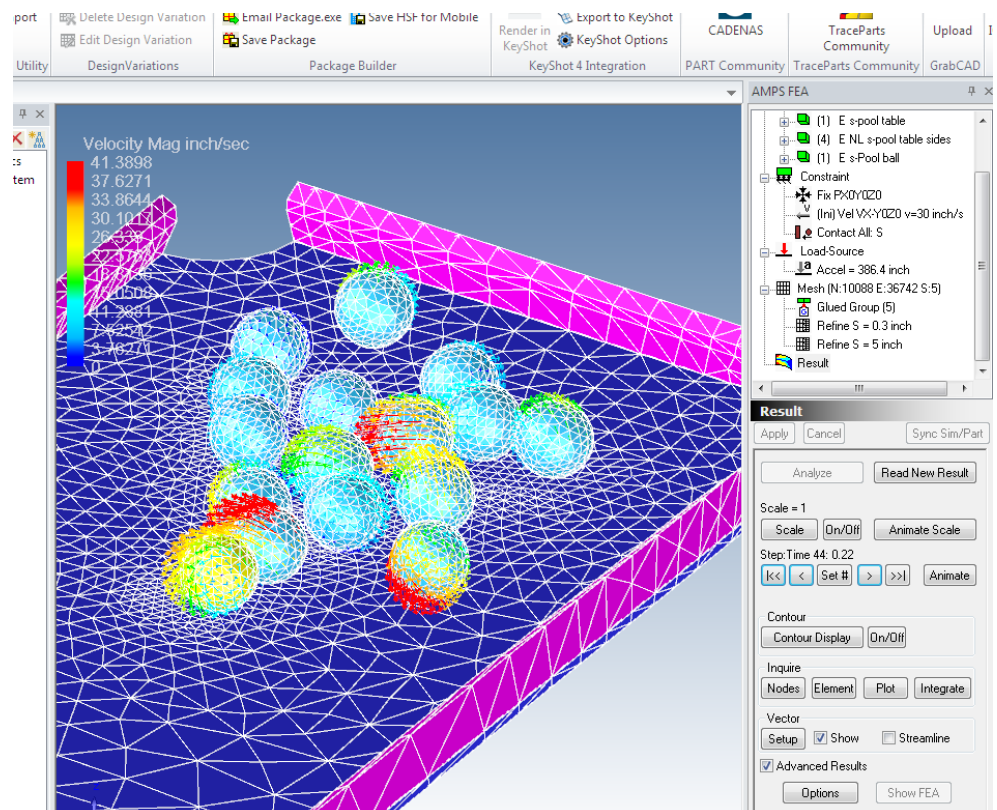 port
Delete Design Variation
Email Package.exe
Save HSF for Mobile
Export to KeyShot
Edit Design Variation
Save Package
Render in
KeyShot
KeyShot Options
CADENAS
TraceParts
Community
Upload
Utility
DesignVariations
Package Builder
KeyShot 4 Integration
PART Community
TraceParts Community
GrabCAD
AMPS FEA
cs
tem
Velocity Mag inch/sec
41.3898
37.6271
33.8644
0
(1) E s-pool table
(4) E NL s-pool table sides
(1) E s-Pool ball
Constraint
Fix PX0Y0Z0
(Ini) Vel VX-Y0Z0 v=30 inch/s
Contact All: S
Load-Source
Accel = 386.4 inch
Mesh (N:10088 E:36742 S:5)
Glued Group (5)
Refine S = 0.3 inch
Refine S = 5 inch
Result
Result
Apply Cancel Sync Sim/Part
Analyze Read New Result
Scale = 1
Scale On/Off Animate Scale
Step:Time 44: 0.22
|<< < Set # > >>| Animate
Contour
Contour Display On/Off
Inquire
Nodes Element Plot Integrate
Vector
Setup Show Streamline
Advanced Results
Options Show FEA